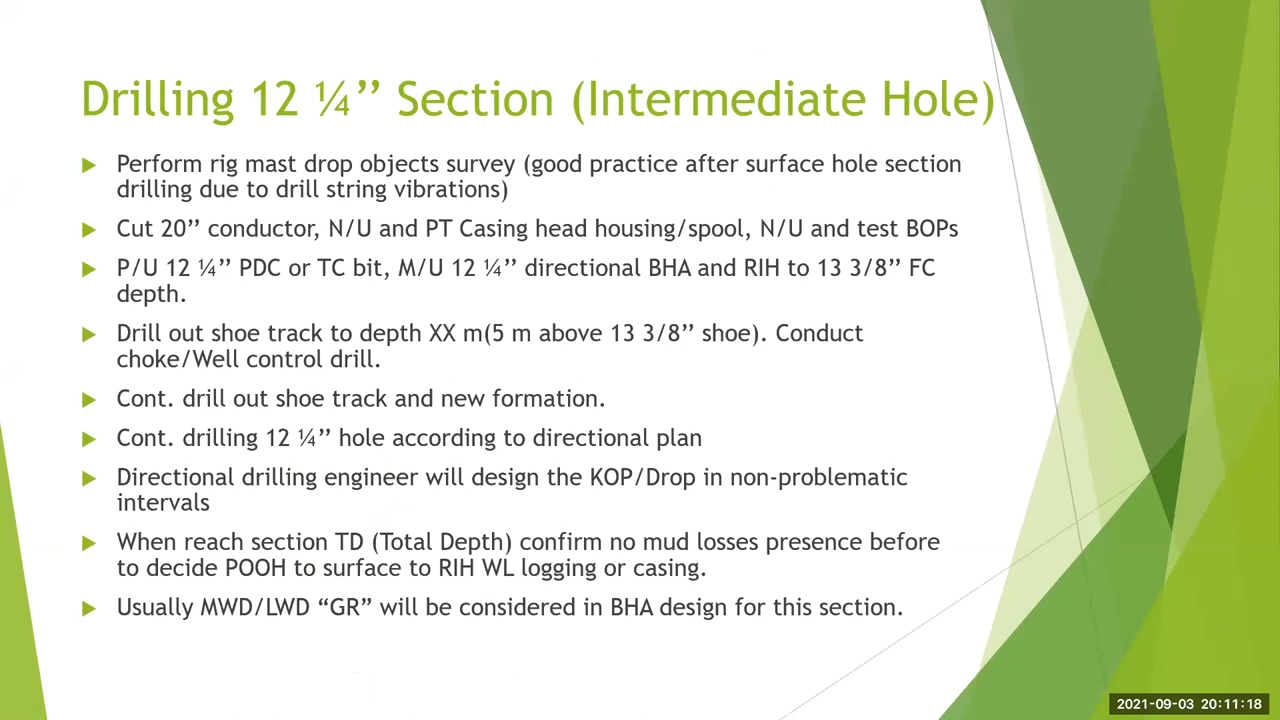 Drilling 12 ¼’’ Section (Intermediate Hole)
Perform rig mast drop objects survey (good practice after surface hole section
drilling due to drill string vibrations)
Cut 20’’ conductor, N/U and PT Casing head housing/spool, N/U and test BOPs
P/U 12 ¼’’ PDC or TC bit, M/U 12 ¼’’ directional BHA and RIH to 13 3/8’’ FC
depth.
Drill out shoe track to depth XX m(5 m above 13 3/8’’ shoe). Conduct
choke/Well control drill.
Cont. drill out shoe track and new formation.
Cont. drilling 12 ¼’’ hole according to directional plan
Directional drilling engineer will design the KOP/Drop in non-problematic
intervals
When reach section TD (Total Depth) confirm no mud losses presence before
to decide POOH to surface to RIH WL logging or casing.
Usually MWD/LWD “GR” will be considered in BHA design for this section.
2021-09-03 20:11:18